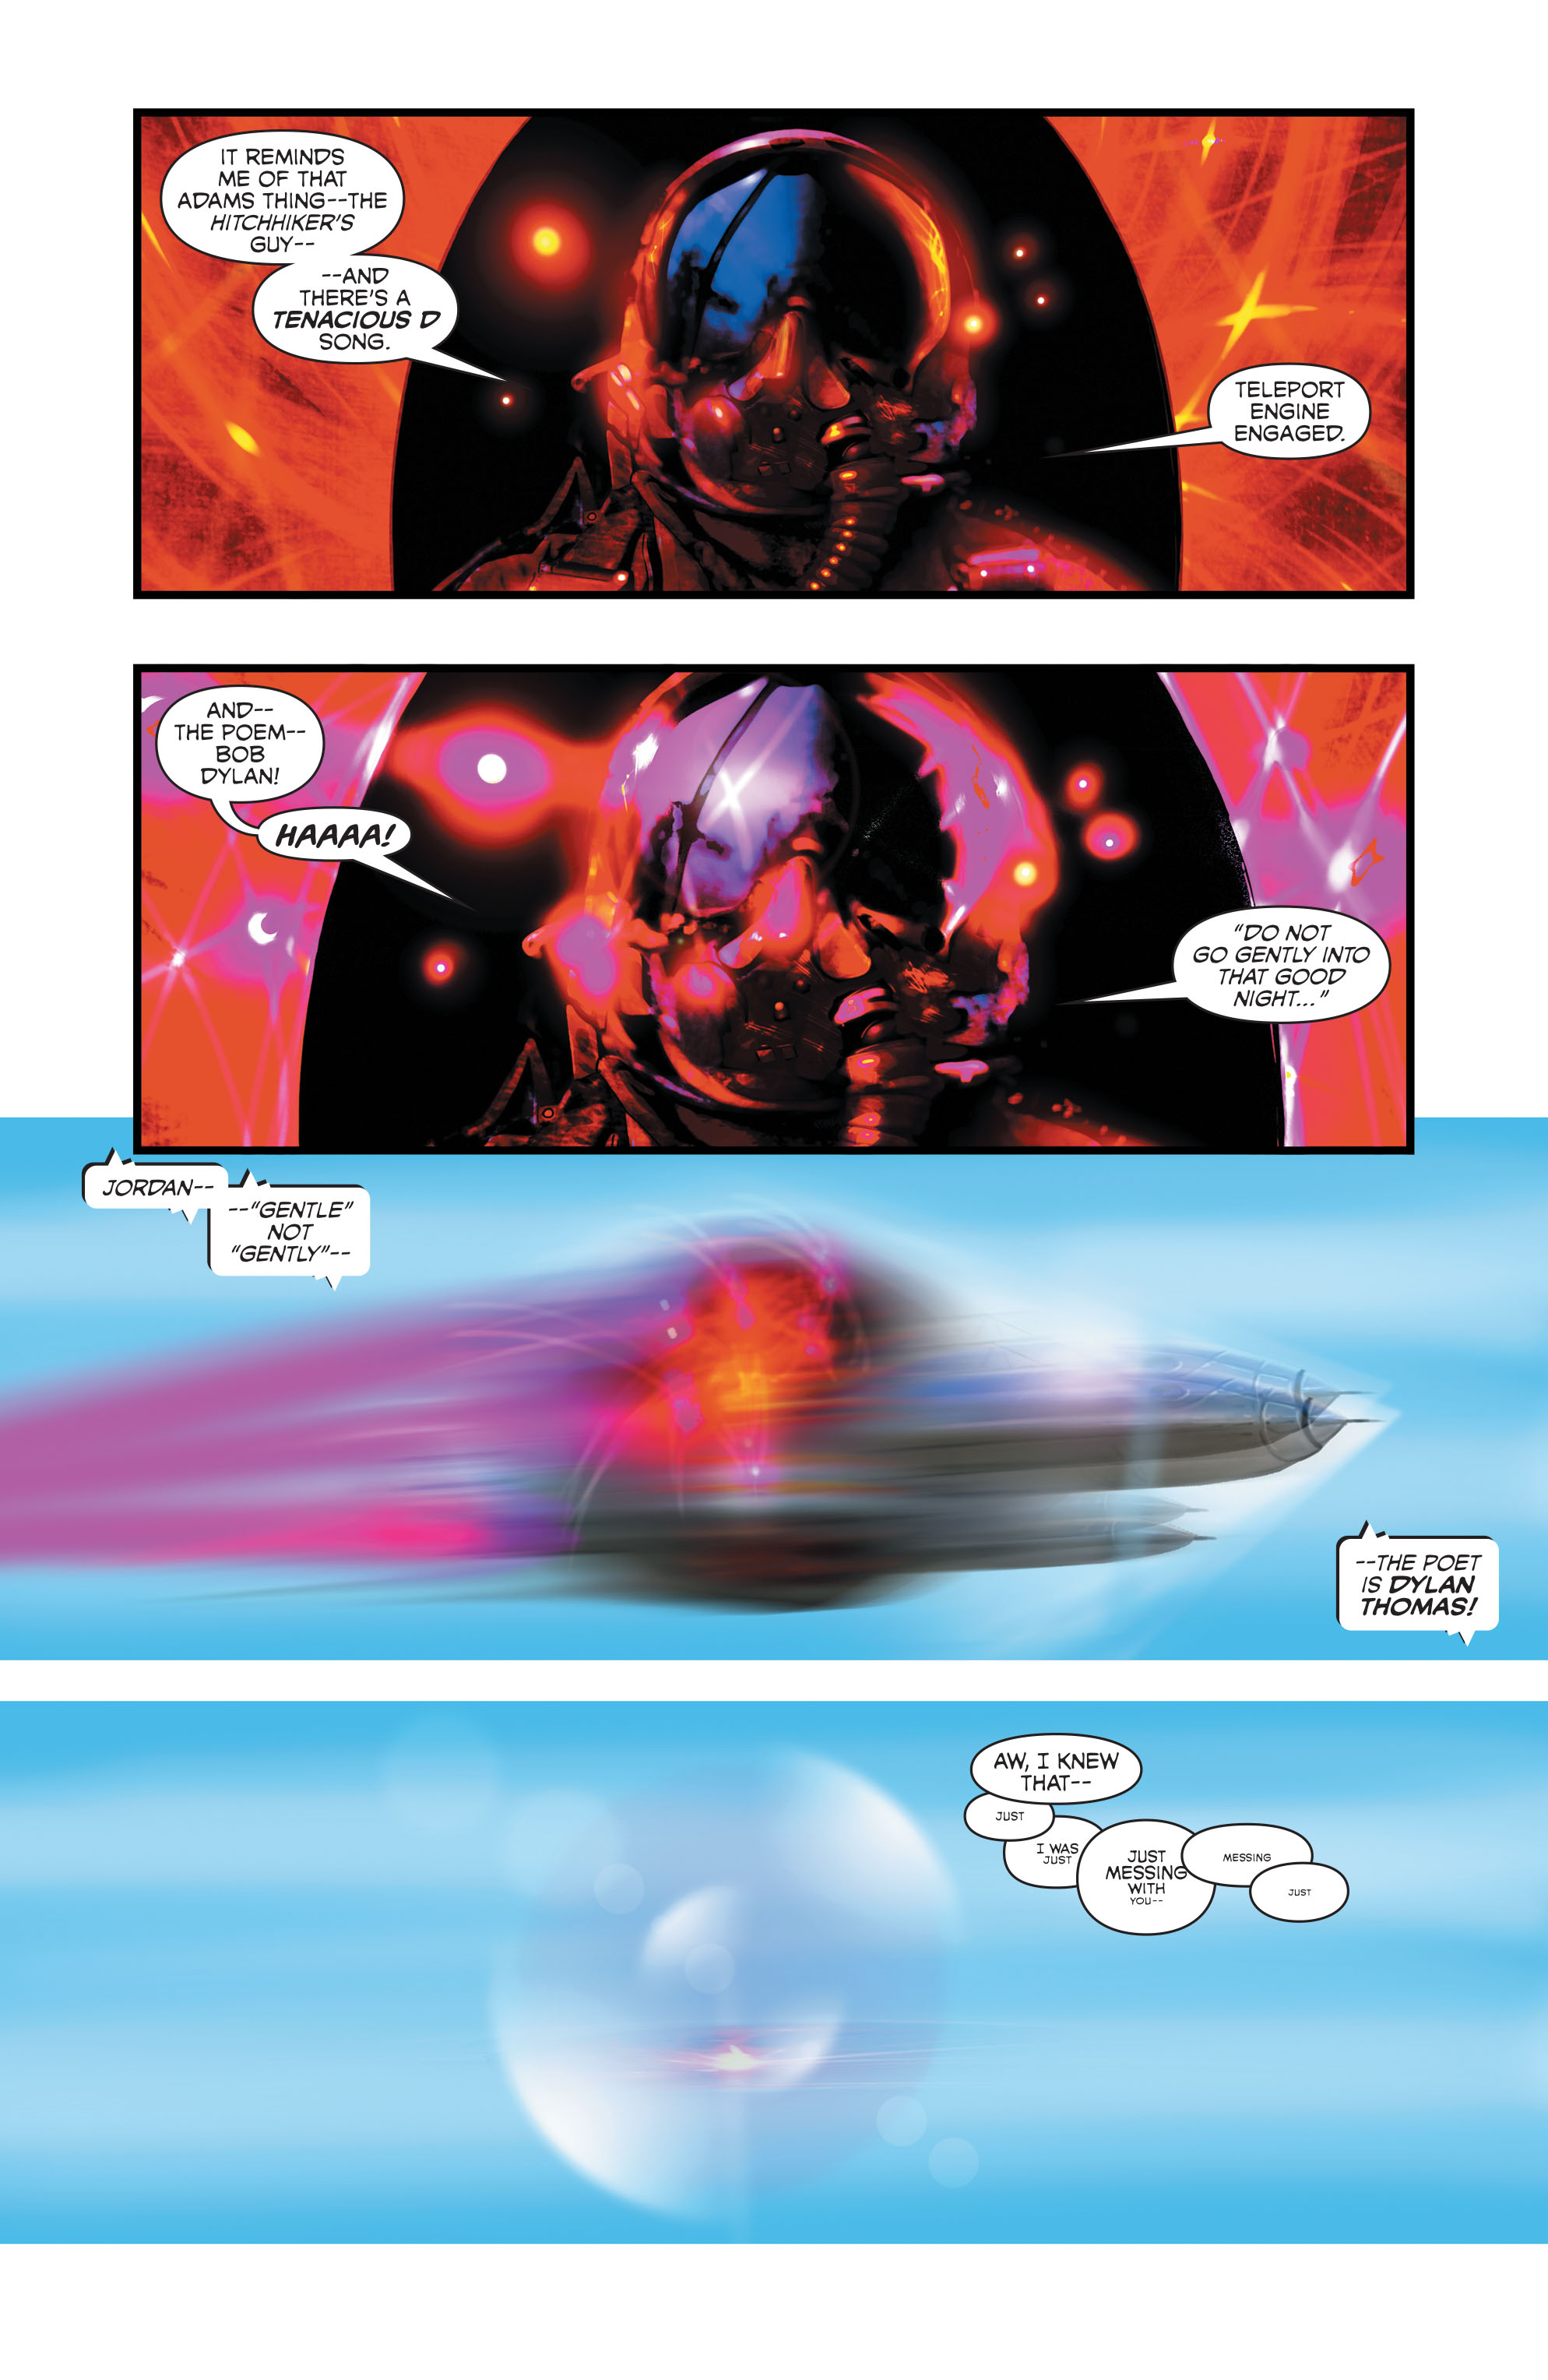 IT REMINDS
ME OF THAT
ADAMS THING--THE
HITCHHIKER'S
GUY--
--AND
THERE'S A
TENACIOUS D
SONG.
TELEPORT
ENGINE
ENGAGED.
AND--
THE POEM--
BOB
DYLAN!
HAAAA!
"DO NOT
GO GENTLY INTO
THAT GOOD
NIGHT..."
JORDAN--
--"GENTLE"
NOT
"GENTLY"--
--THE POET
IS DYLAN
THOMAS!
AW, I KNEW
THAT--
JUST
I WAS
JUST
JUST
MESSING
WITH
YOU--
MESSING
JUST